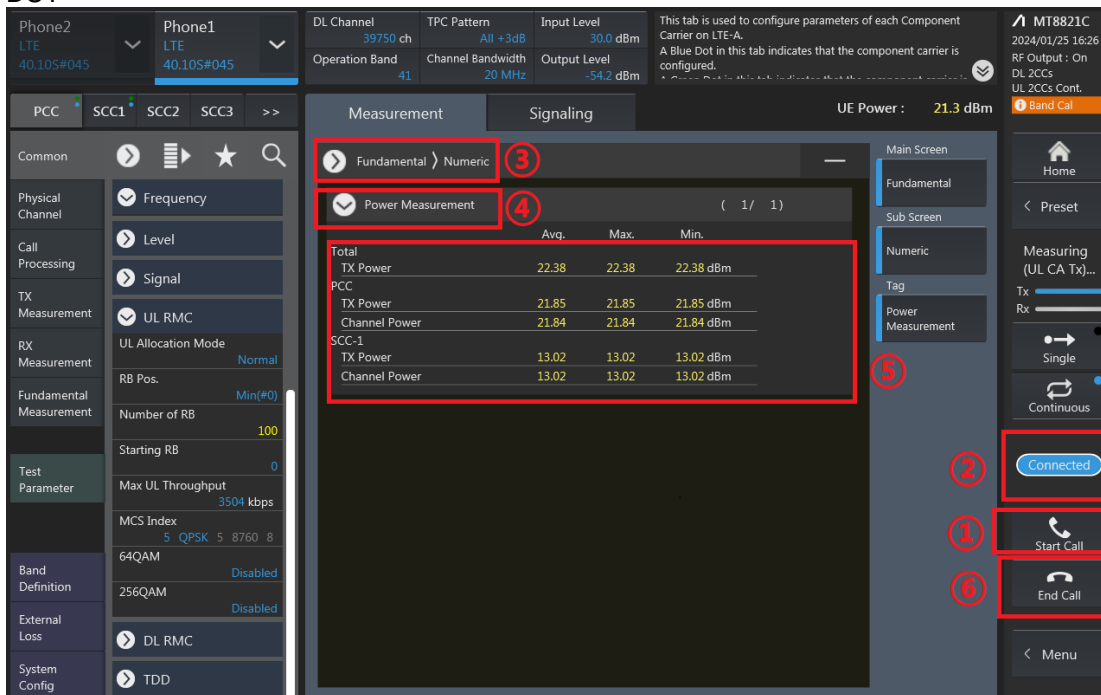 Phone2
LTE
40.10S#045
Phone1
LTE
40.10S#045
DL Channel
39750 ch
TPC Pattern
All +3dB
Input Level
30.0 dBm
Operation Band
41
Channel Bandwidth
20 MHz
Output Level
-54.2 dBm
This tab is used to configure parameters of each Component
Carrier on LTE-A.
A Blue Dot in this tab indicates that the component carrier is
configured.
MT8821C
2024/01/25 16:26
RF Output : On
DL 2CCs
UL 2CCs Cont.
Band Cal
PCC SCC1 SCC2 SCC3 >>
Measurement
Signaling
UE Power : 21.3 dBm
Common
Physical
Channel
Call
Processing
TX
Measurement
RX
Measurement
Fundamental
Measurement
Test
Parameter
Band
Definition
External
Loss
System
Config
Frequency
Level
Signal
UL RMC
UL Allocation Mode
Normal
RB Pos.
Min(#0)
Number of RB
100
Starting RB
0
Max UL Throughput
3504 kbps
MCS Index
5 QPSK 5 8760 8
64QAM
Disabled
256QAM
Disabled
DL RMC
TDD
Fundamental ⟩ Numeric
③
Power Measurement ( 1/ 1)
④
Avg. Max. Min.
Total
TX Power 22.38 22.38 22.38 dBm
PCC
TX Power 21.85 21.85 21.85 dBm
Channel Power 21.84 21.84 21.84 dBm
SCC-1
TX Power 13.02 13.02 13.02 dBm
Channel Power 13.02 13.02 13.02 dBm
⑤
Main Screen
Fundamental
Sub Screen
Numeric
Tag
Power
Measurement
Home
< Preset
Measuring
(UL CA Tx)...
Tx
Rx
Single
Continuous
②
Connected
①
Start Call
⑥
End Call
< Menu